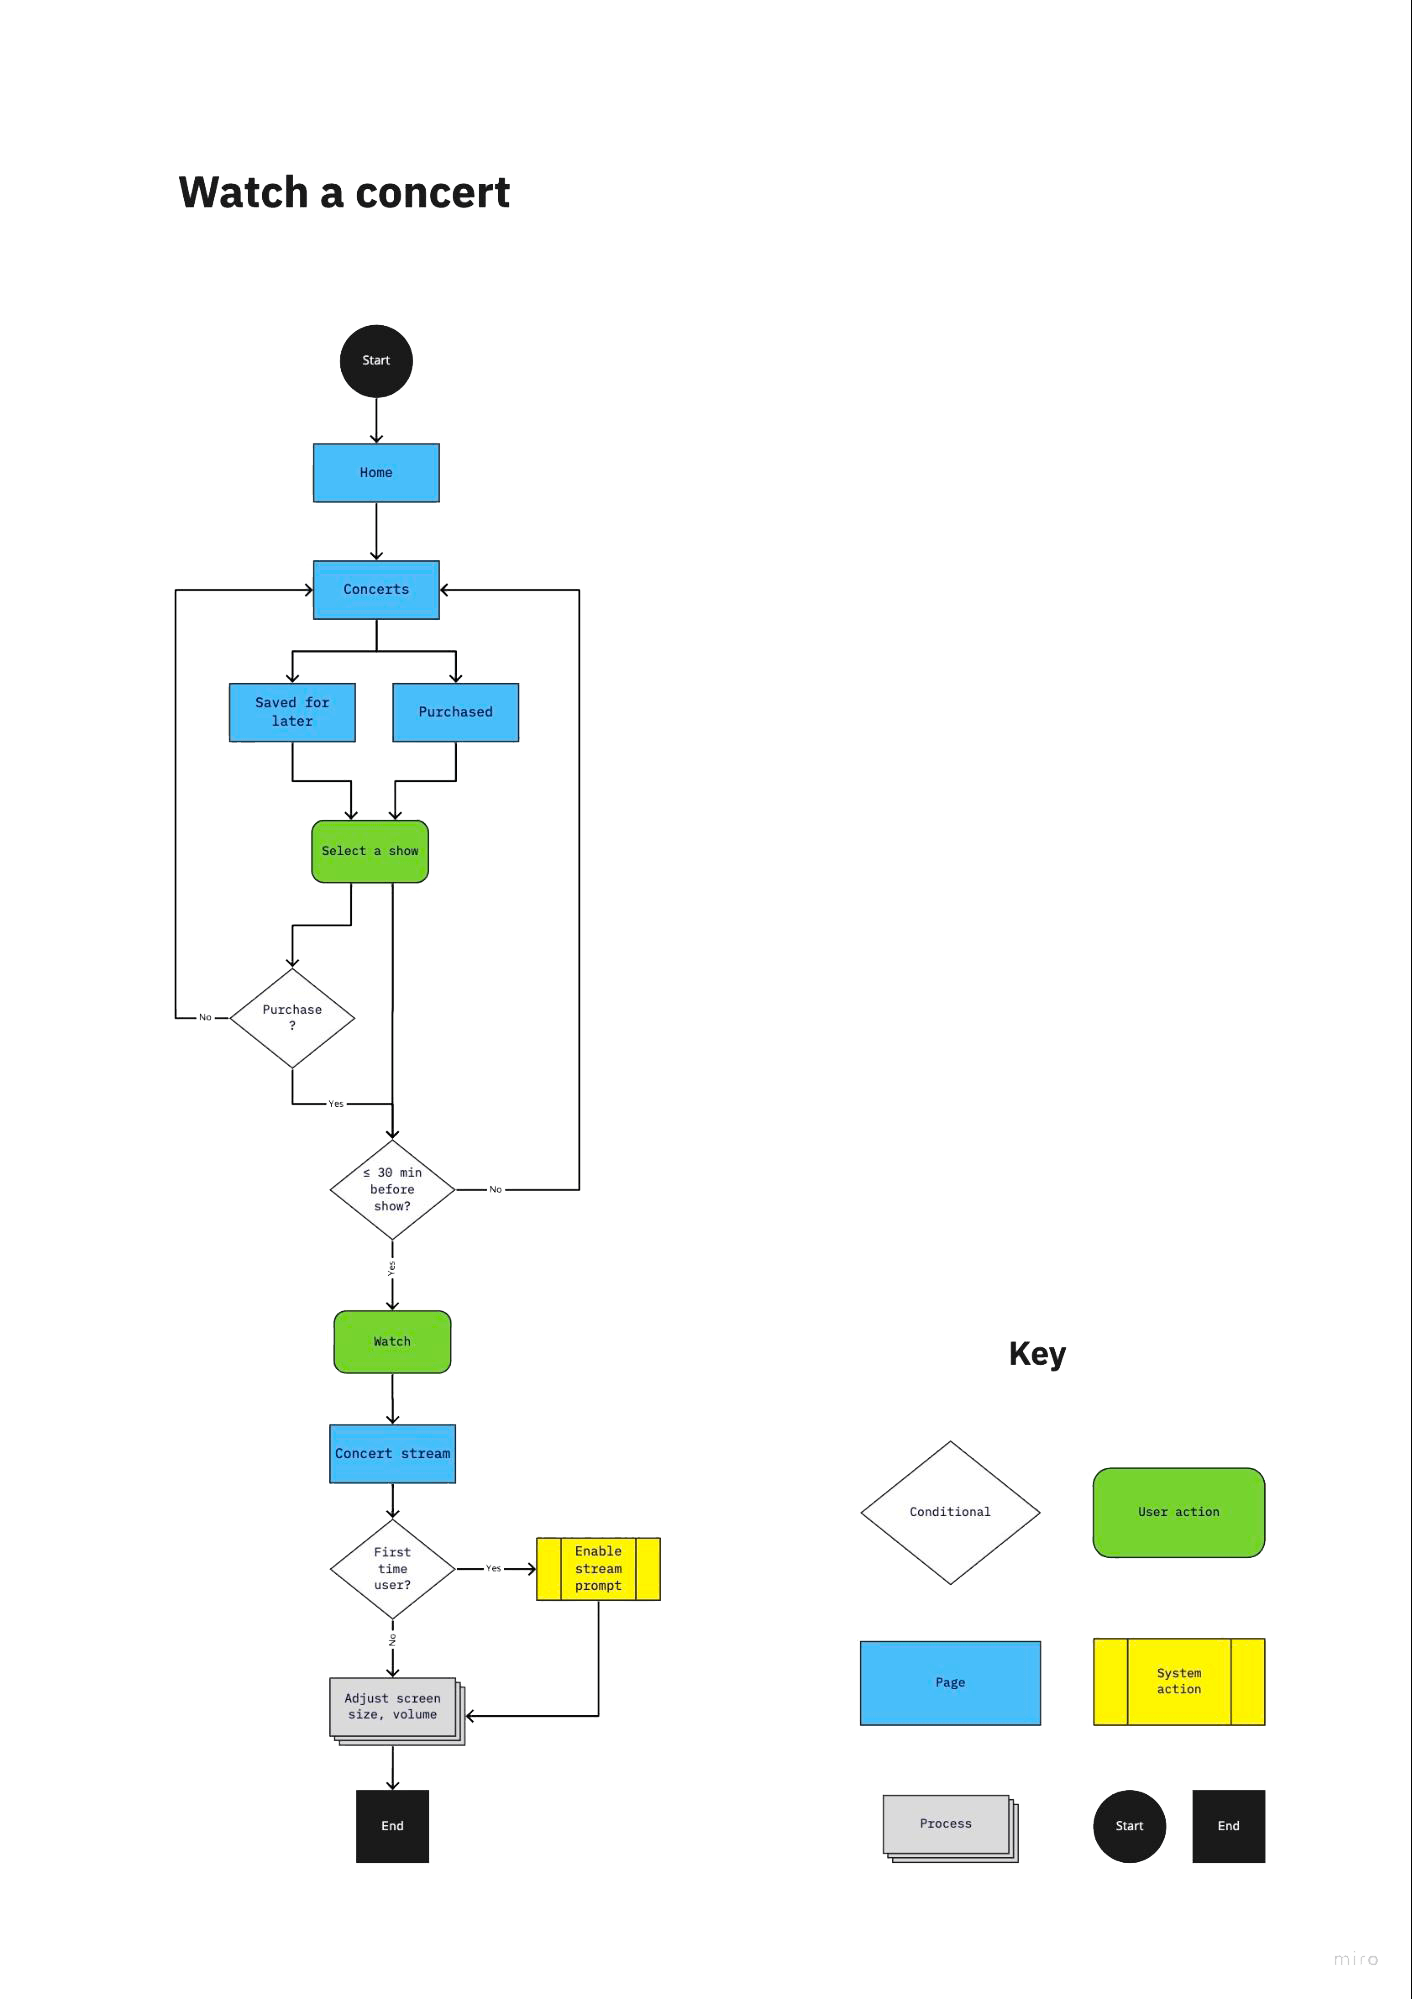 Watch a concert
Start
Home
Concerts
Saved for
later
Purchased
Select a show
Purchase
?
No
Yes
≤ 30 min
before
show?
No
Yes
Watch
Concert stream
First
time
user?
Yes
Enable
stream
prompt
No
Adjust screen
size, volume
End
Key
Conditional
User action
Page
System
action
Process
Start
End
miro